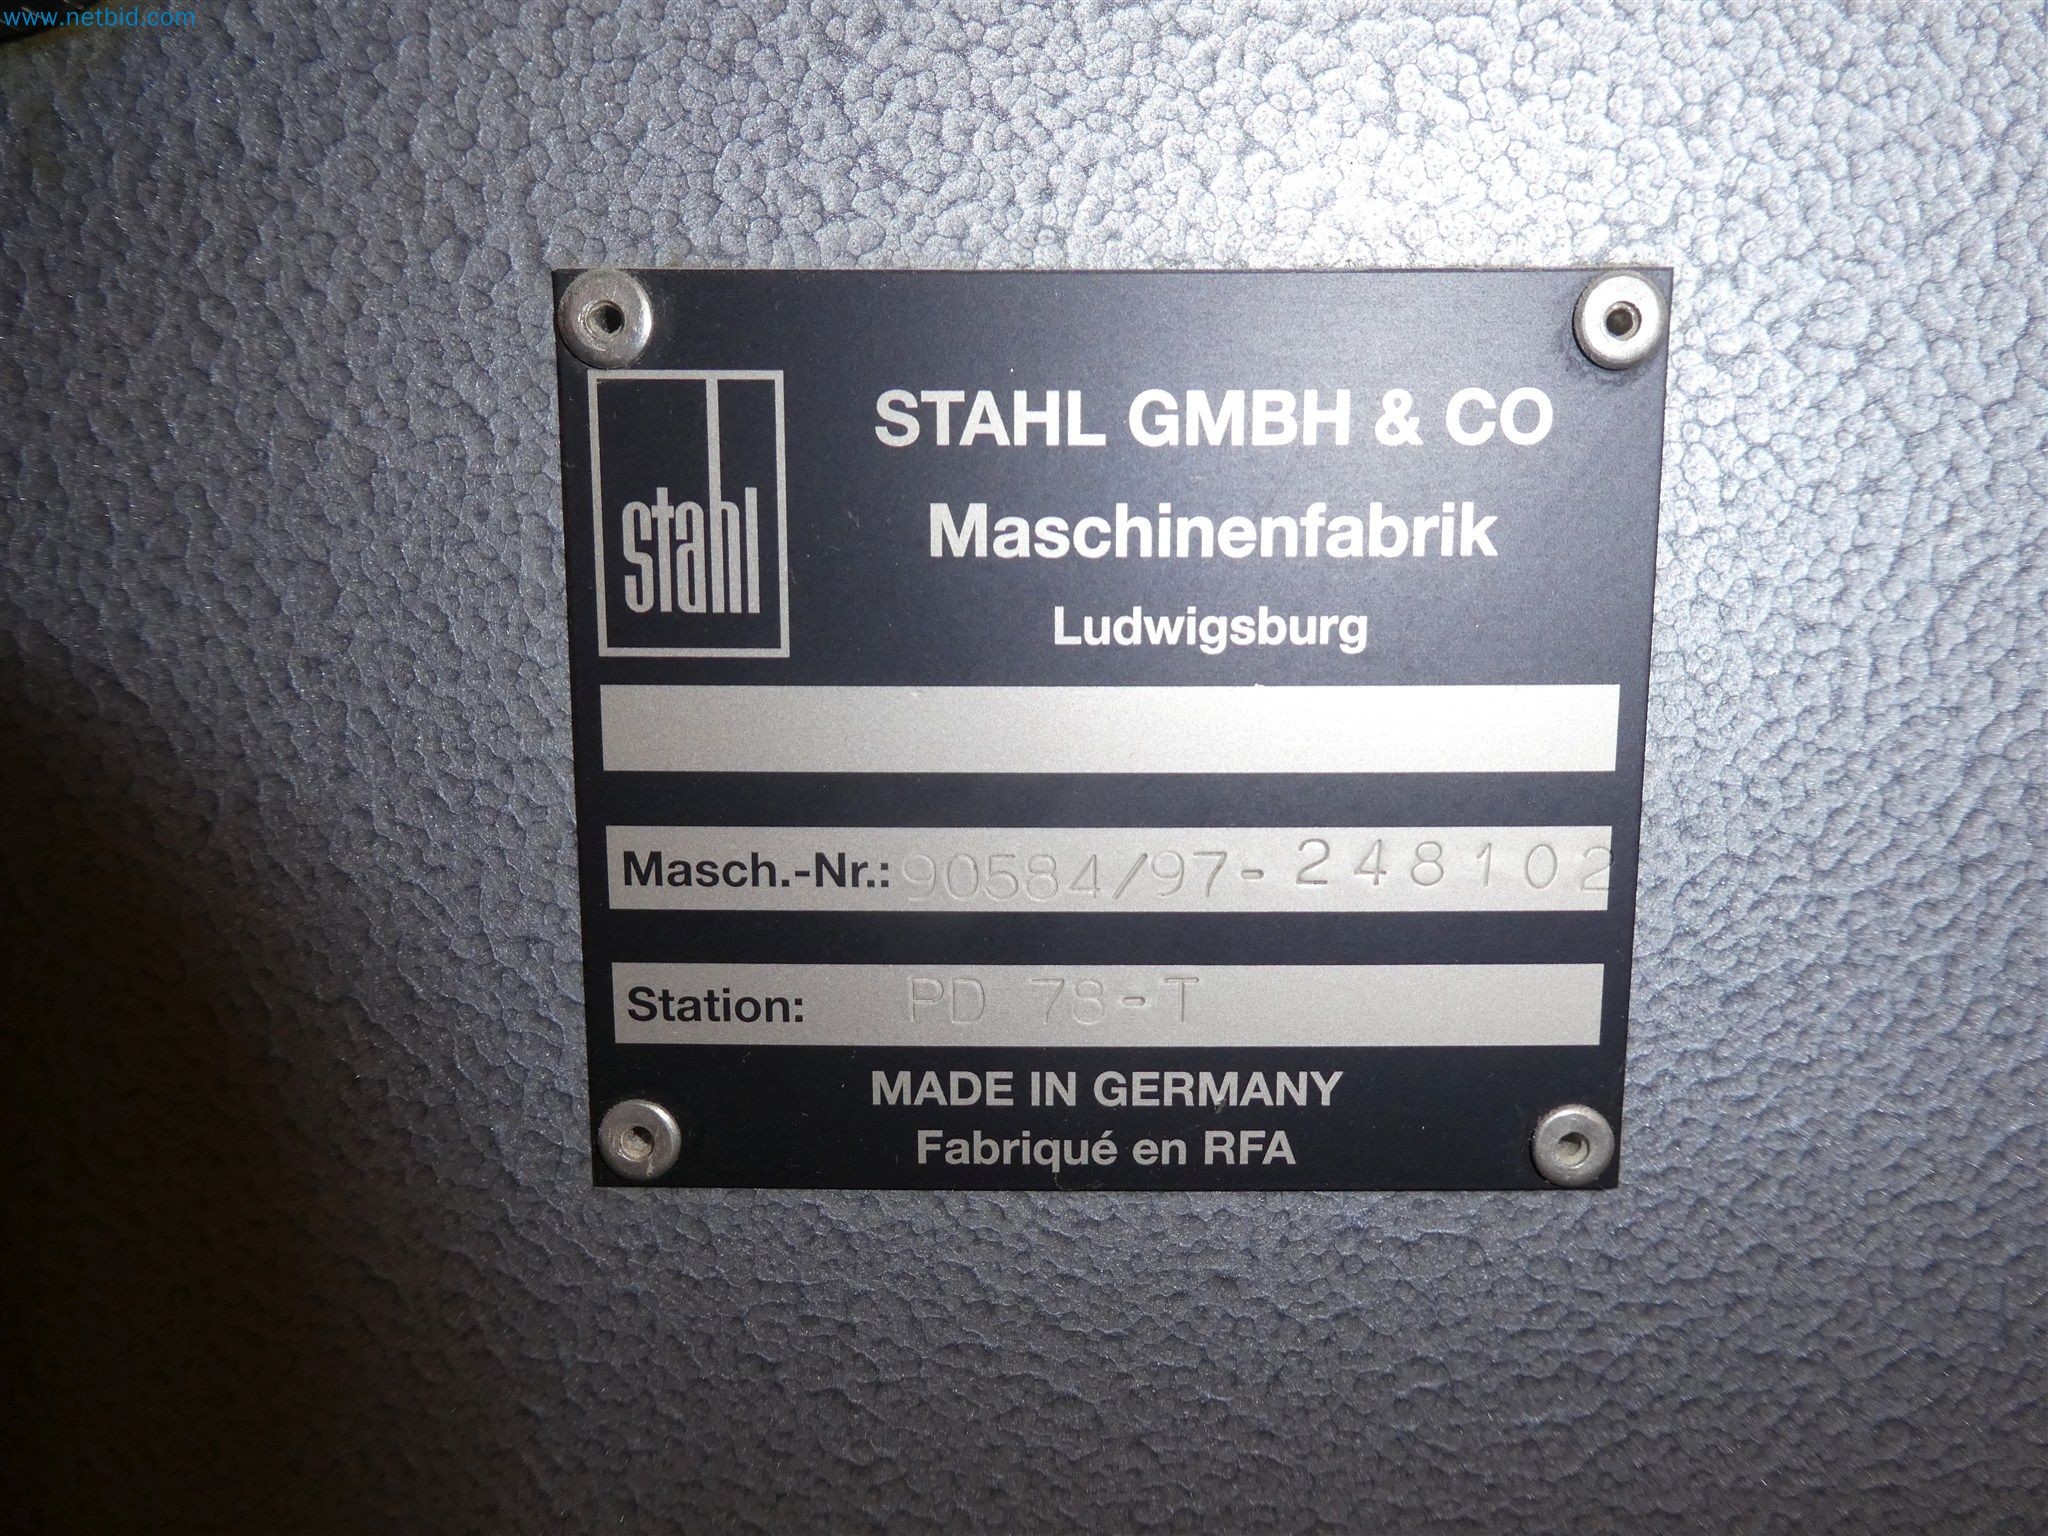 www.netbid.com
STAHL GMBH & CO
Maschinenfabrik
stahl
Ludwigsburg
Masch.-Nr.: 90584/97-248102
Station: PD 78-T
MADE IN GERMANY
Fabriqué en RFA